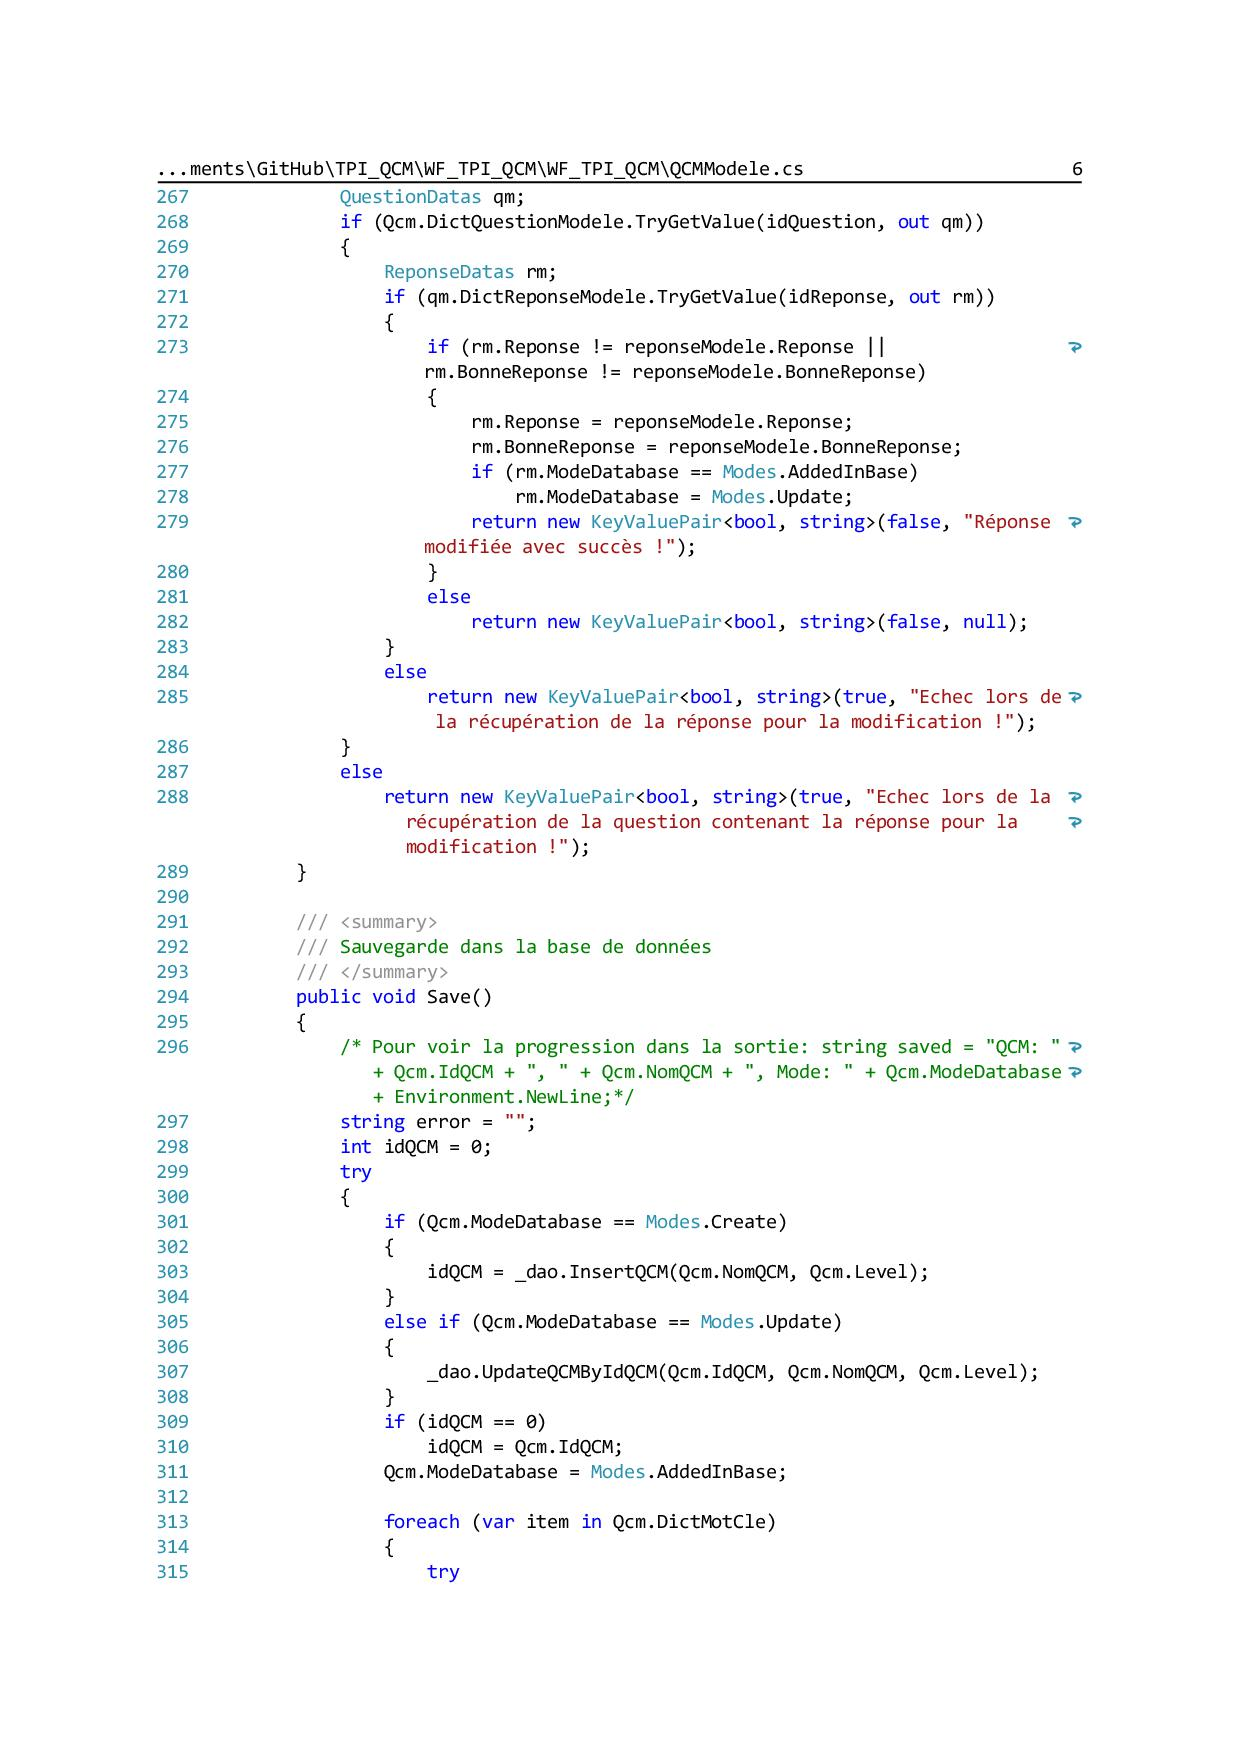 ...ments\GitHub\TPI_QCM\WF_TPI_QCM\WF_TPI_QCM\QCMModele.cs 6
267 QuestionDatas qm;
268 if (Qcm.DictQuestionModele.TryGetValue(idQuestion, out qm))
269 {
270 ReponseDatas rm;
271 if (qm.DictReponseModele.TryGetValue(idReponse, out rm))
272 {
273 if (rm.Reponse != reponseModele.Reponse ||
rm.BonneReponse != reponseModele.BonneReponse)
274 {
275 rm.Reponse = reponseModele.Reponse;
276 rm.BonneReponse = reponseModele.BonneReponse;
277 if (rm.ModeDatabase == Modes.AddedInBase)
278 rm.ModeDatabase = Modes.Update;
279 return new KeyValuePair<bool, string>(false, "Réponse
modifiée avec succès !");
280 }
281 else
282 return new KeyValuePair<bool, string>(false, null);
283 }
284 else
285 return new KeyValuePair<bool, string>(true, "Echec lors de
la récupération de la réponse pour la modification !");
286 }
287 else
288 return new KeyValuePair<bool, string>(true, "Echec lors de la
récupération de la question contenant la réponse pour la
modification !");
289 }
290
291 /// <summary>
292 /// Sauvegarde dans la base de données
293 /// </summary>
294 public void Save()
295 {
296 /* Pour voir la progression dans la sortie: string saved = "QCM: "
+ Qcm.IdQCM + ", " + Qcm.NomQCM + ", Mode: " + Qcm.ModeDatabase
+ Environment.NewLine;*/
297 string error = "";
298 int idQCM = 0;
299 try
300 {
301 if (Qcm.ModeDatabase == Modes.Create)
302 {
303 idQCM = _dao.InsertQCM(Qcm.NomQCM, Qcm.Level);
304 }
305 else if (Qcm.ModeDatabase == Modes.Update)
306 {
307 _dao.UpdateQCMByIdQCM(Qcm.IdQCM, Qcm.NomQCM, Qcm.Level);
308 }
309 if (idQCM == 0)
310 idQCM = Qcm.IdQCM;
311 Qcm.ModeDatabase = Modes.AddedInBase;
312
313 foreach (var item in Qcm.DictMotCle)
314 {
315 try